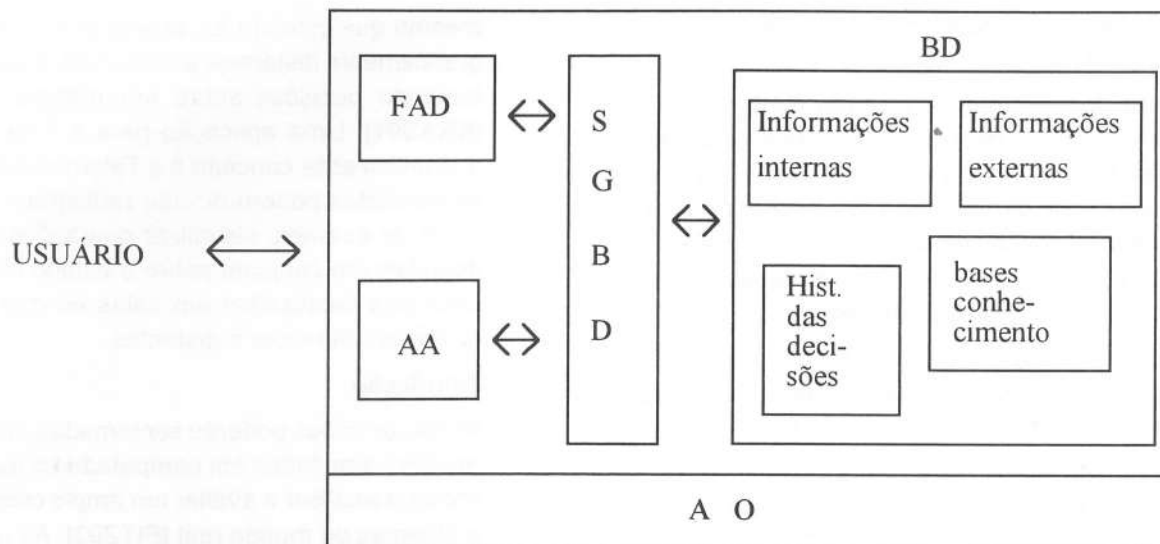 BD
FAD
S
G
B
D
Informações
internas
Informações
externas
USUÁRIO
AA
Hist.
das
deci-
sões
bases
conhe-
cimento
A O